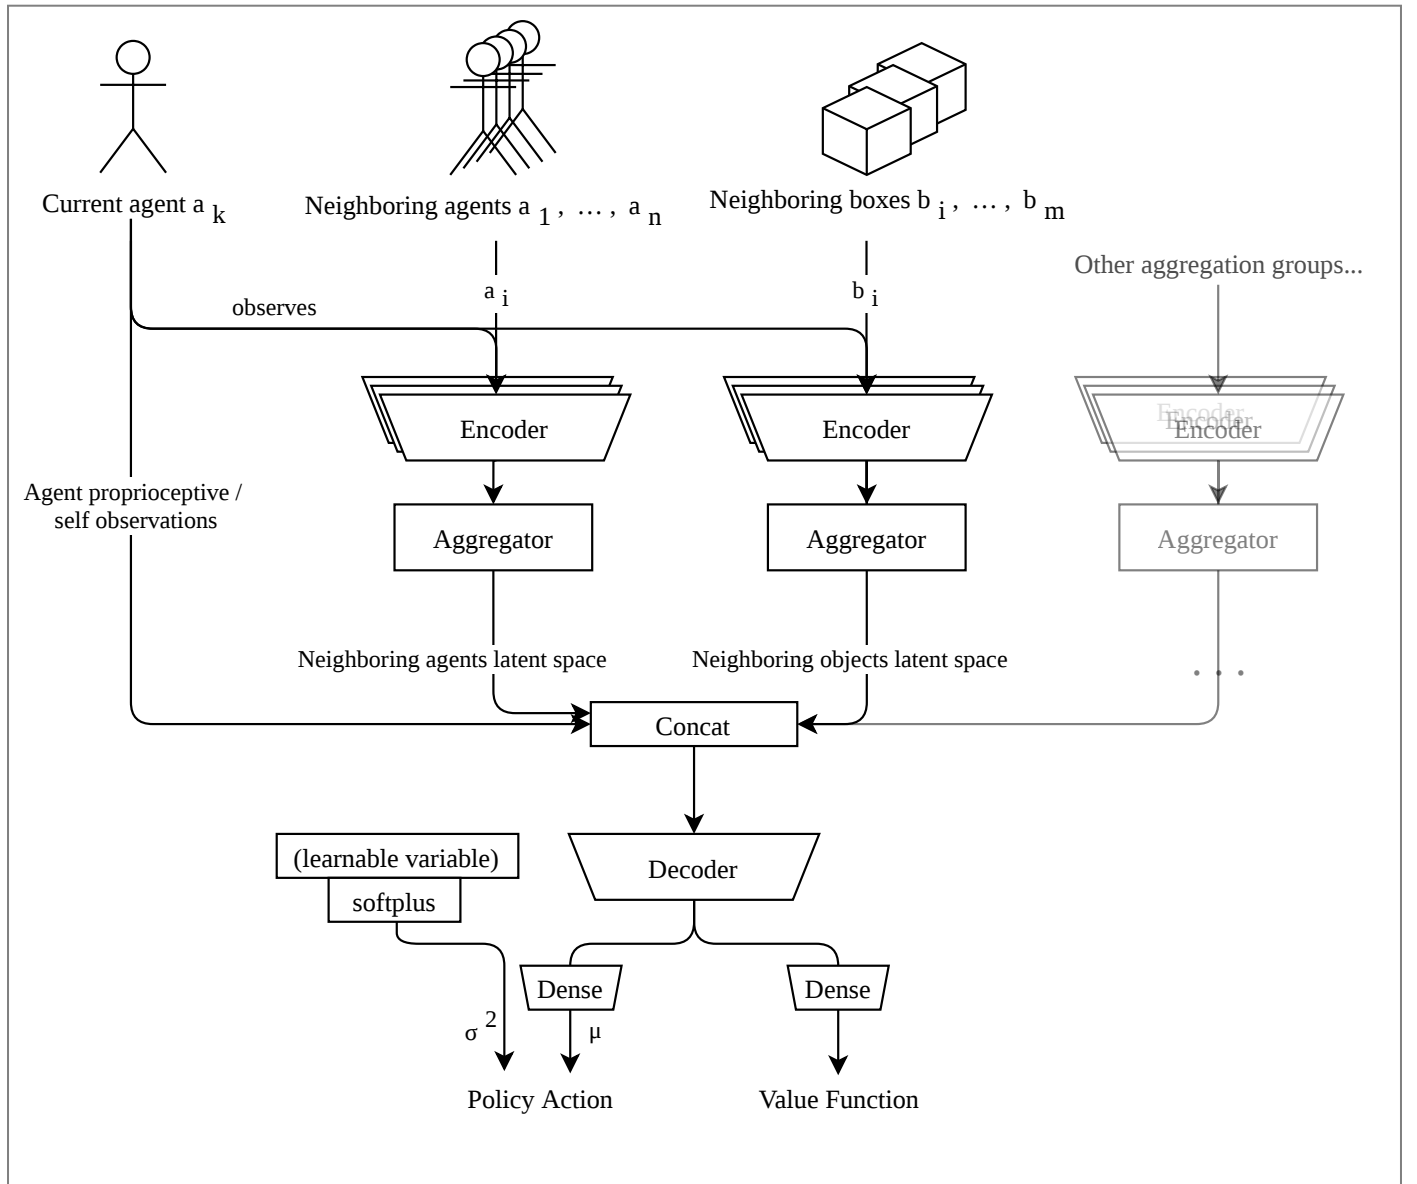 Current agent a k
Neighboring agents a 1 , … , a n
Neighboring boxes b i , … , b m
Other aggregation groups...
observes
a i
b i
Encoder
Encoder
Encoder
Encoder
Encoder
Agent proprioceptive /
self observations
Aggregator
Aggregator
Aggregator
Neighboring agents latent space
Neighboring objects latent space
. . .
Concat
(learnable variable)
softplus
Decoder
Dense
Dense
σ 2
μ
Policy Action
Value Function